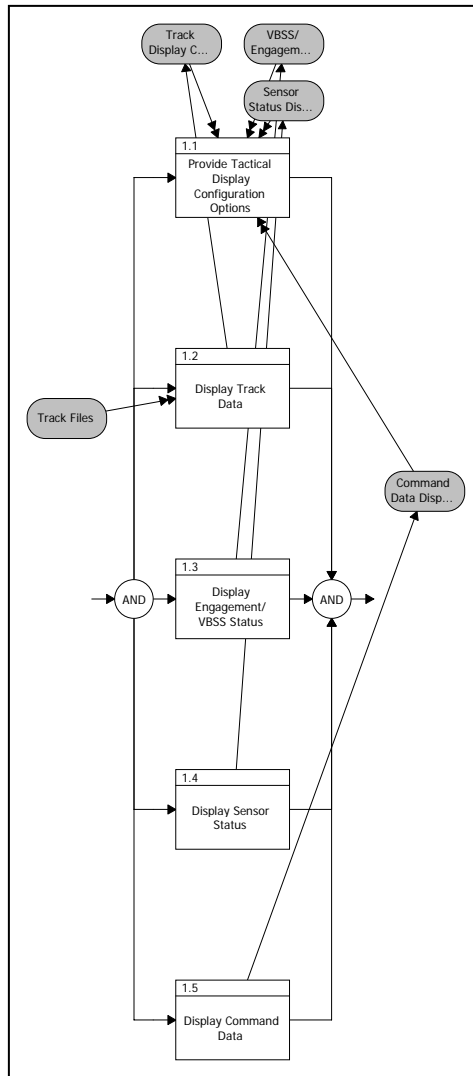 Track
Display C...
VBSS/
Engagem...
Sensor
Status Dis...
1.1
Provide Tactical
Display
Configuration
Options
1.2
Display Track
Data
Track Files
Command
Data Disp...
1.3
Display
Engagement/
VBSS Status
AND
AND
1.4
Display Sensor
Status
1.5
Display Command
Data